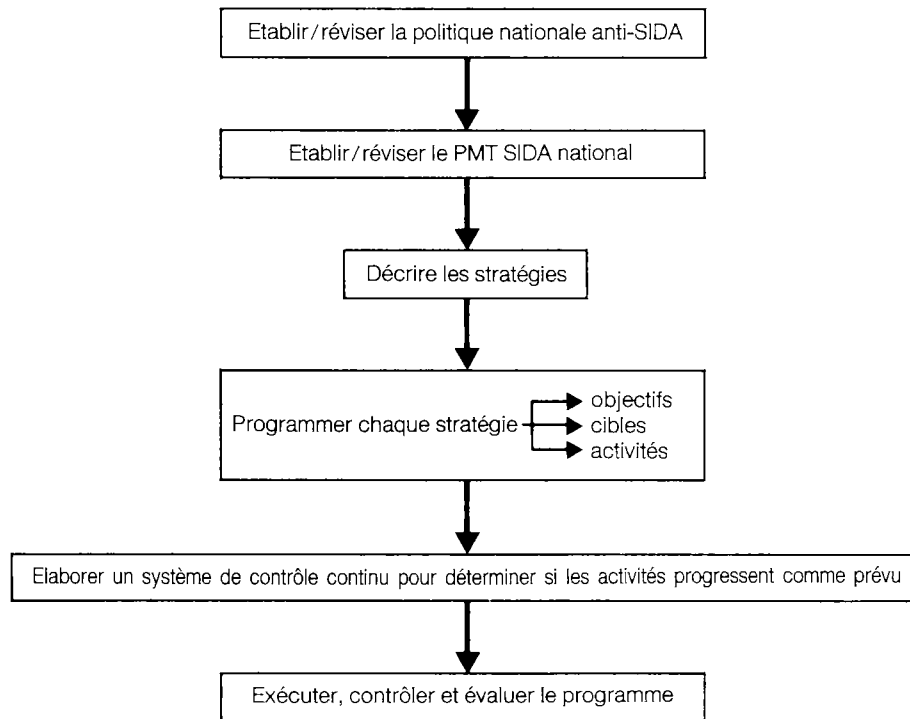 Etablir/réviser la politique nationale anti-SIDA
Etablir/réviser le PMT SIDA national
Décrire les stratégies
Programmer chaque stratégie
objectifs
cibles
activités
Elaborer un système de contrôle continu pour déterminer si les activités progressent comme prévu
Exécuter, contrôler et évaluer le programme